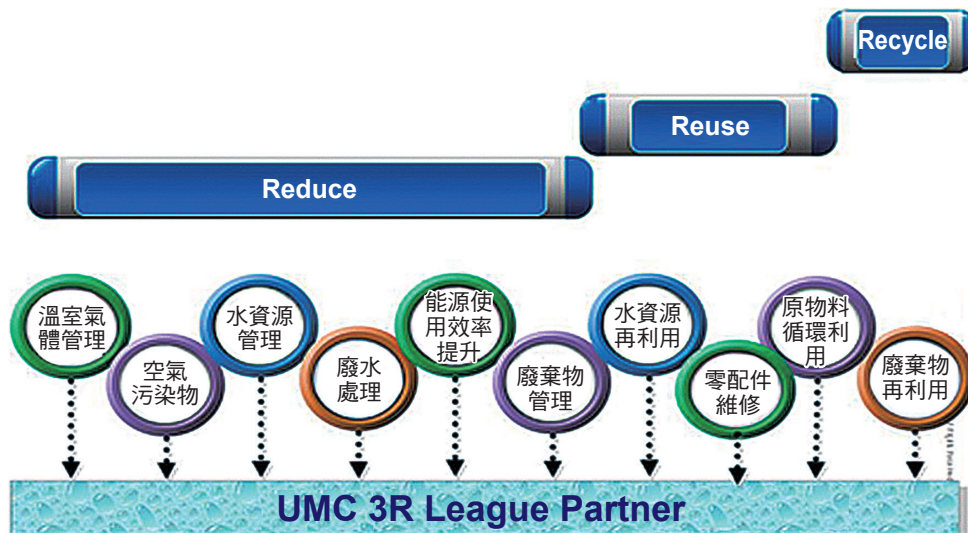 Recycle
Reuse
Reduce
溫室氣
體管理
空氣
污染物
水資源
管理
廢水
處理
能源使
用效率
提升
廢棄物
管理
水資源
再利用
零配件
維修
原物料
循環利
用
廢棄物
再利用
UMC 3R League Partner